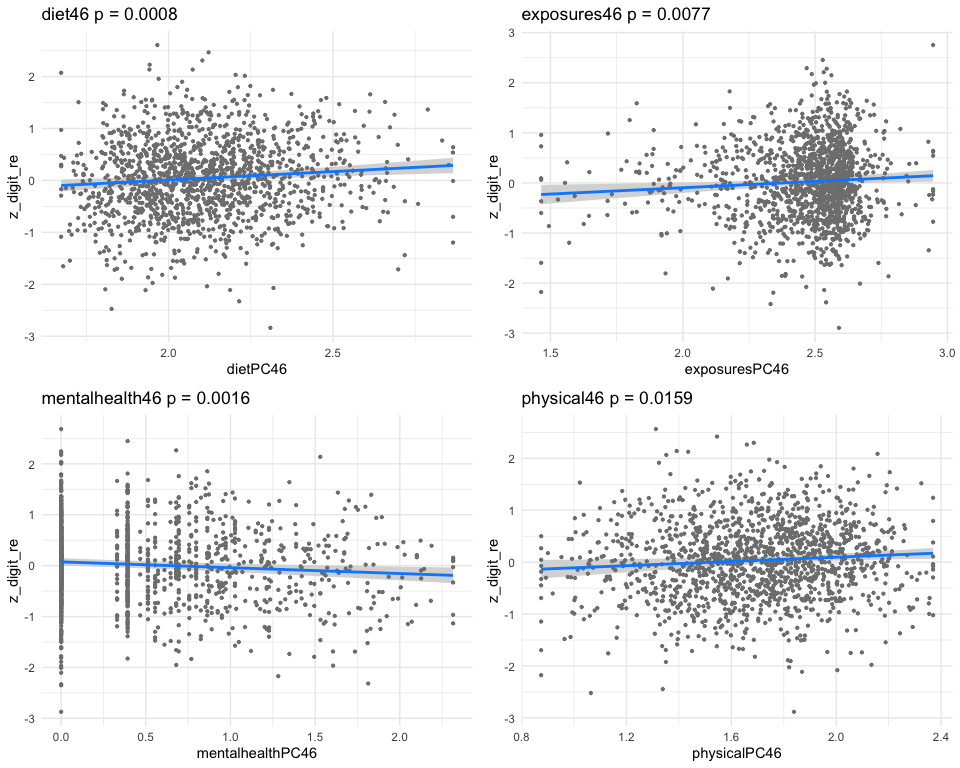 diet46 p = 0.0008
z_digit_re
2
1
0
-1
-2
-3
2.0 2.5
dietPC46
exposures46 p = 0.0077
z_digit_re
3
2
1
0
-1
-2
-3
1.5 2.0 2.5 3.0
exposuresPC46
mentalhealth46 p = 0.0016
z_digit_re
2
1
0
-1
-2
-3
0.0 0.5 1.0 1.5 2.0
mentalhealthPC46
physical46 p = 0.0159
z_digit_re
2
1
0
-1
-2
-3
0.8 1.2 1.6 2.0 2.4
physicalPC46